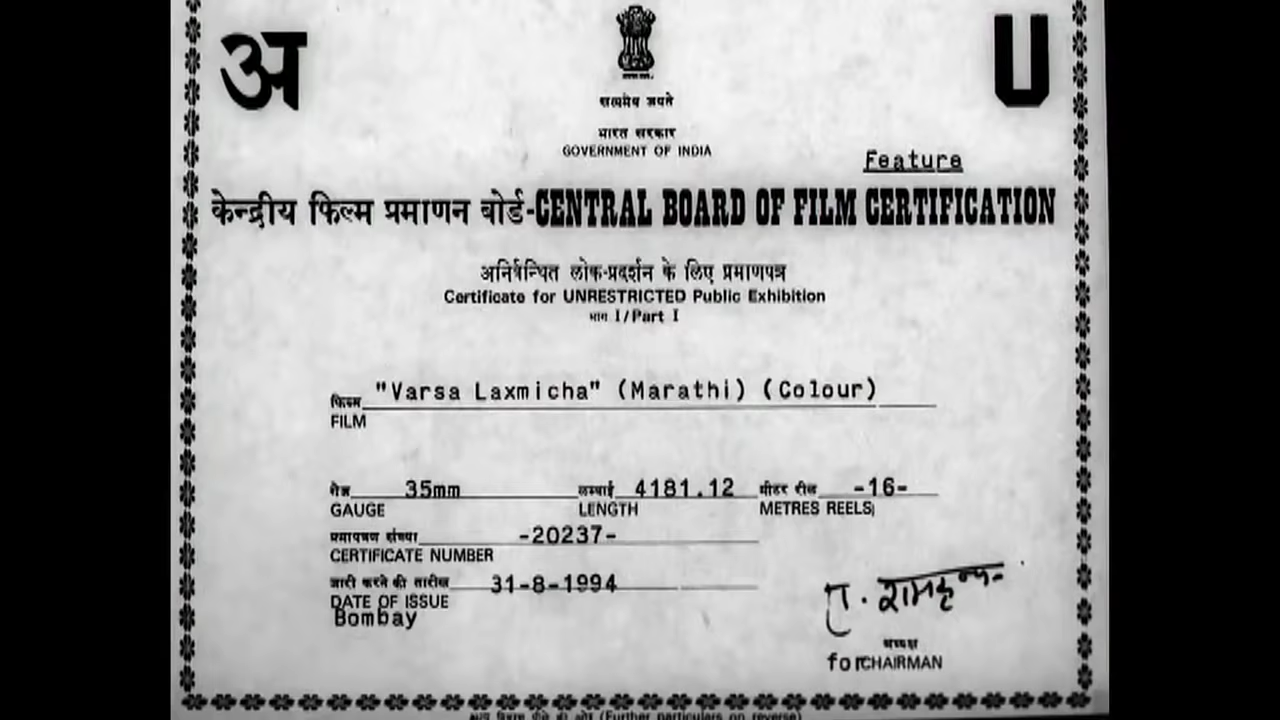 अ
U
सत्यमेव जयते
भारत सरकार
GOVERNMENT OF INDIA
Feature
केन्द्रीय फिल्म प्रमाणन बोर्ड-CENTRAL BOARD OF FILM CERTIFICATION
अनिर्बन्धित लोक-प्रदर्शन के लिए प्रमाणपत्र
Certificate for UNRESTRICTED Public Exhibition
भाग I/Part I
फिल्म "Varsa Laxmicha" (Marathi) (Colour)
FILM
गेज 35mm लम्बाई 4181.12 मीटर रील -16-
GAUGE LENGTH METRES REELS
-20237-
CERTIFICATE NUMBER
जारी करने की तारीख 31-8-1994
DATE OF ISSUE
Bombay
अध्यक्ष
for CHAIRMAN
(Further particulars on reverse)